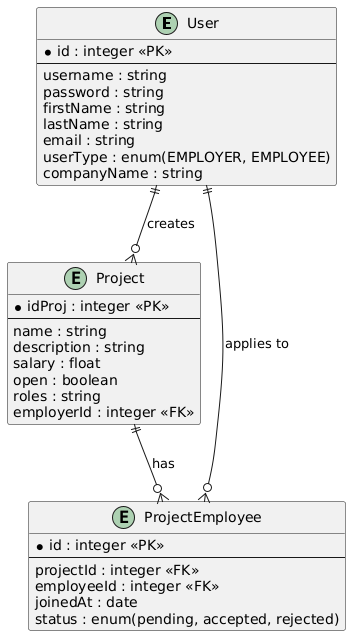 E User
* id : integer «PK»
username : string
password : string
firstName : string
lastName : string
email : string
userType : enum(EMPLOYER, EMPLOYEE)
companyName : string
creates
E Project
* idProj : integer «PK»
name : string
description : string
salary : float
open : boolean
roles : string
employerId : integer «FK»
applies to
has
E ProjectEmployee
* id : integer «PK»
projectId : integer «FK»
employeeId : integer «FK»
joinedAt : date
status : enum(pending, accepted, rejected)